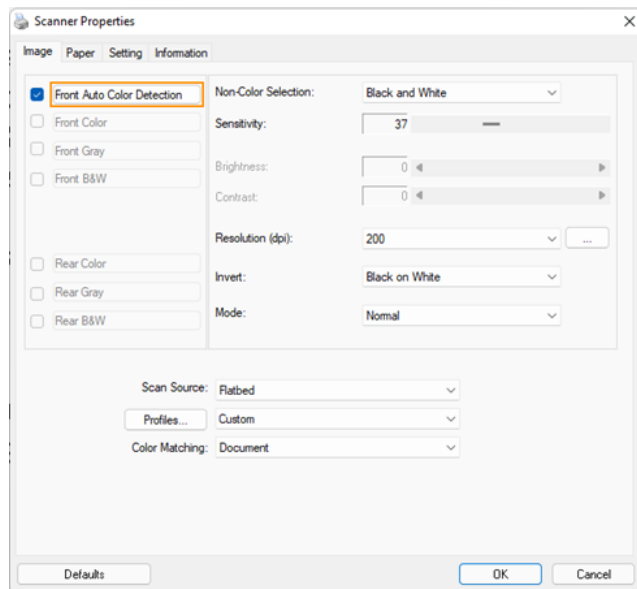 Scanner Properties
Image Paper Setting Information
Front Auto Color Detection
Front Color
Front Gray
Front B&W
Rear Color
Rear Gray
Rear B&W
Non-Color Selection: Black and White
Sensitivity: 37
Brightness: 0
Contrast: 0
Resolution (dpi): 200 ...
Invert: Black on White
Mode: Normal
Scan Source: Flatbed
Profiles... Custom
Color Matching: Document
Defaults OK Cancel